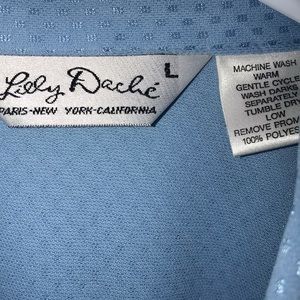 Lilly Daché
PARIS-NEW YORK-CALIFORNIA
L
MACHINE WASH
WARM
GENTLE CYCLE
WASH DARKS
SEPARATELY
TUMBLE DRY
LOW
REMOVE PROM
100% POLYES